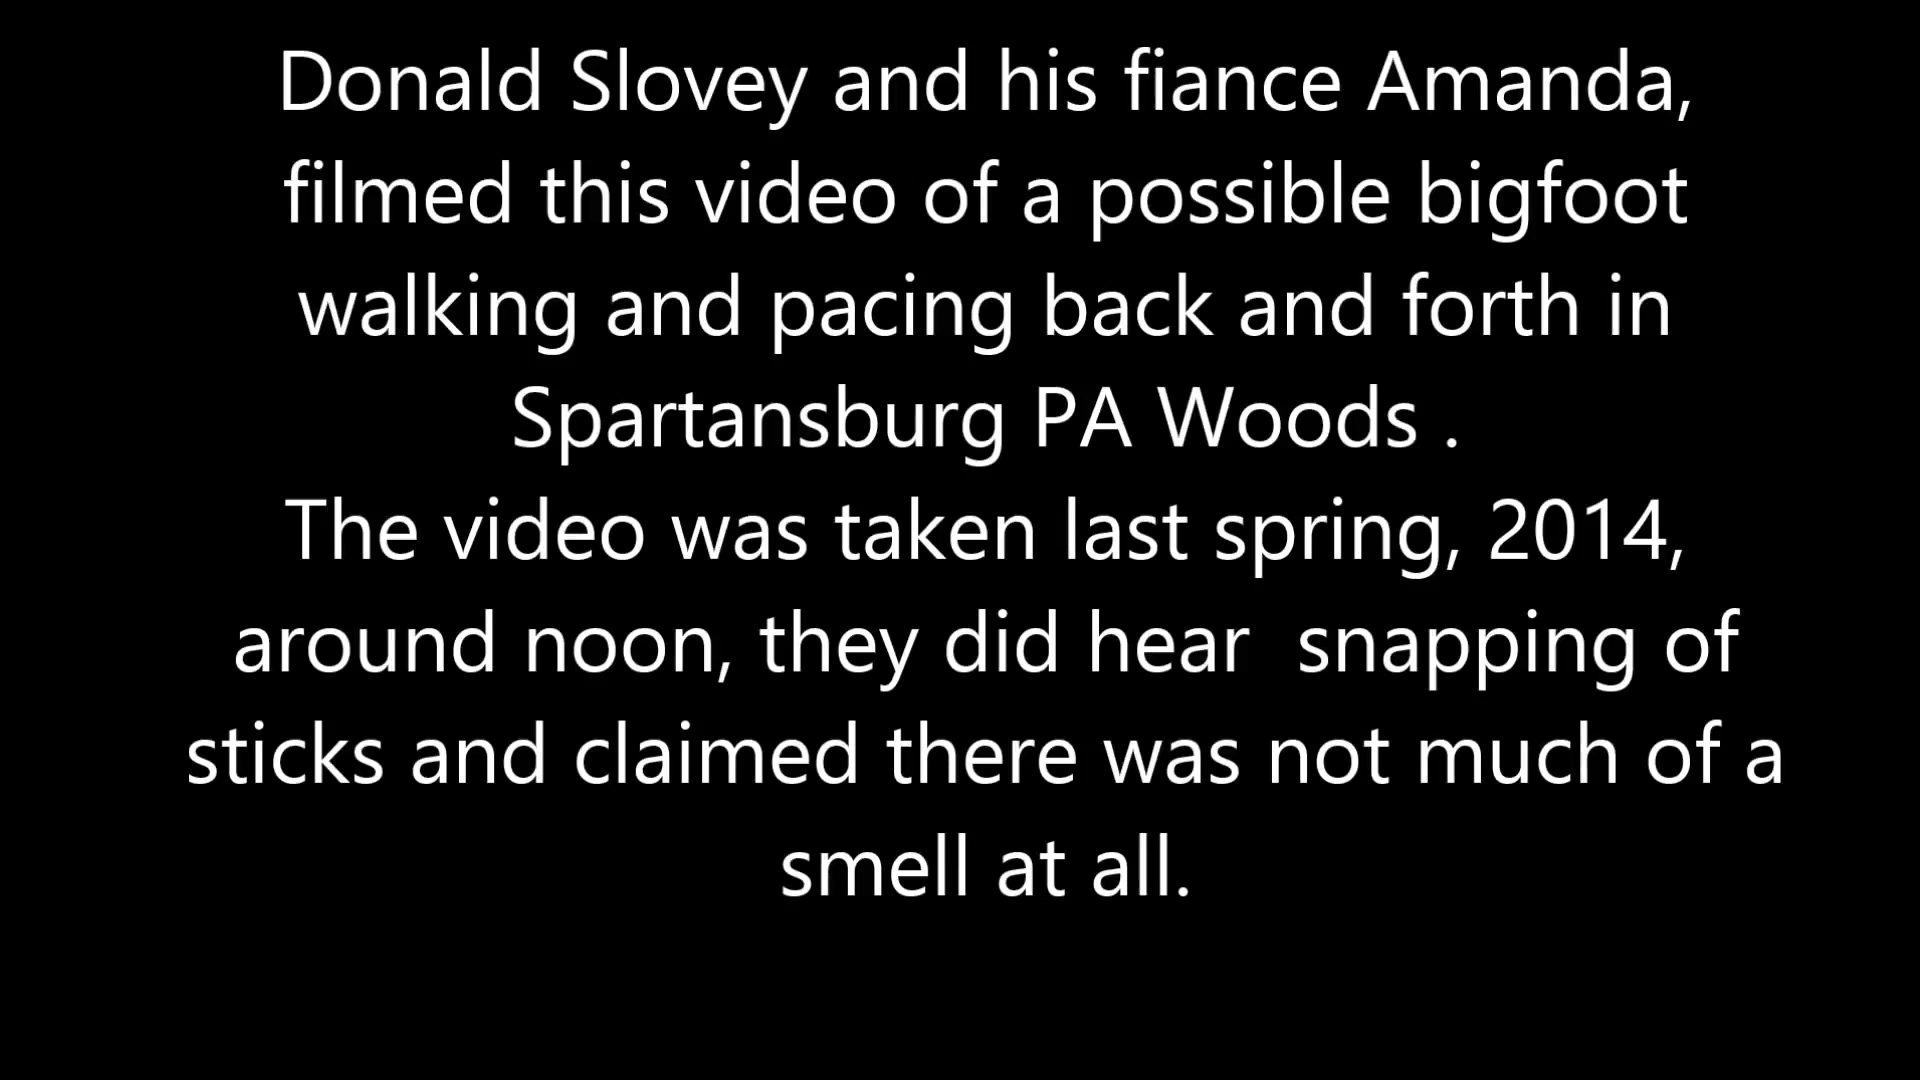 Donald Slovey and his fiance Amanda,
filmed this video of a possible bigfoot
walking and pacing back and forth in
Spartansburg PA Woods .
The video was taken last spring, 2014,
around noon, they did hear  snapping of
sticks and claimed there was not much of a
smell at all.